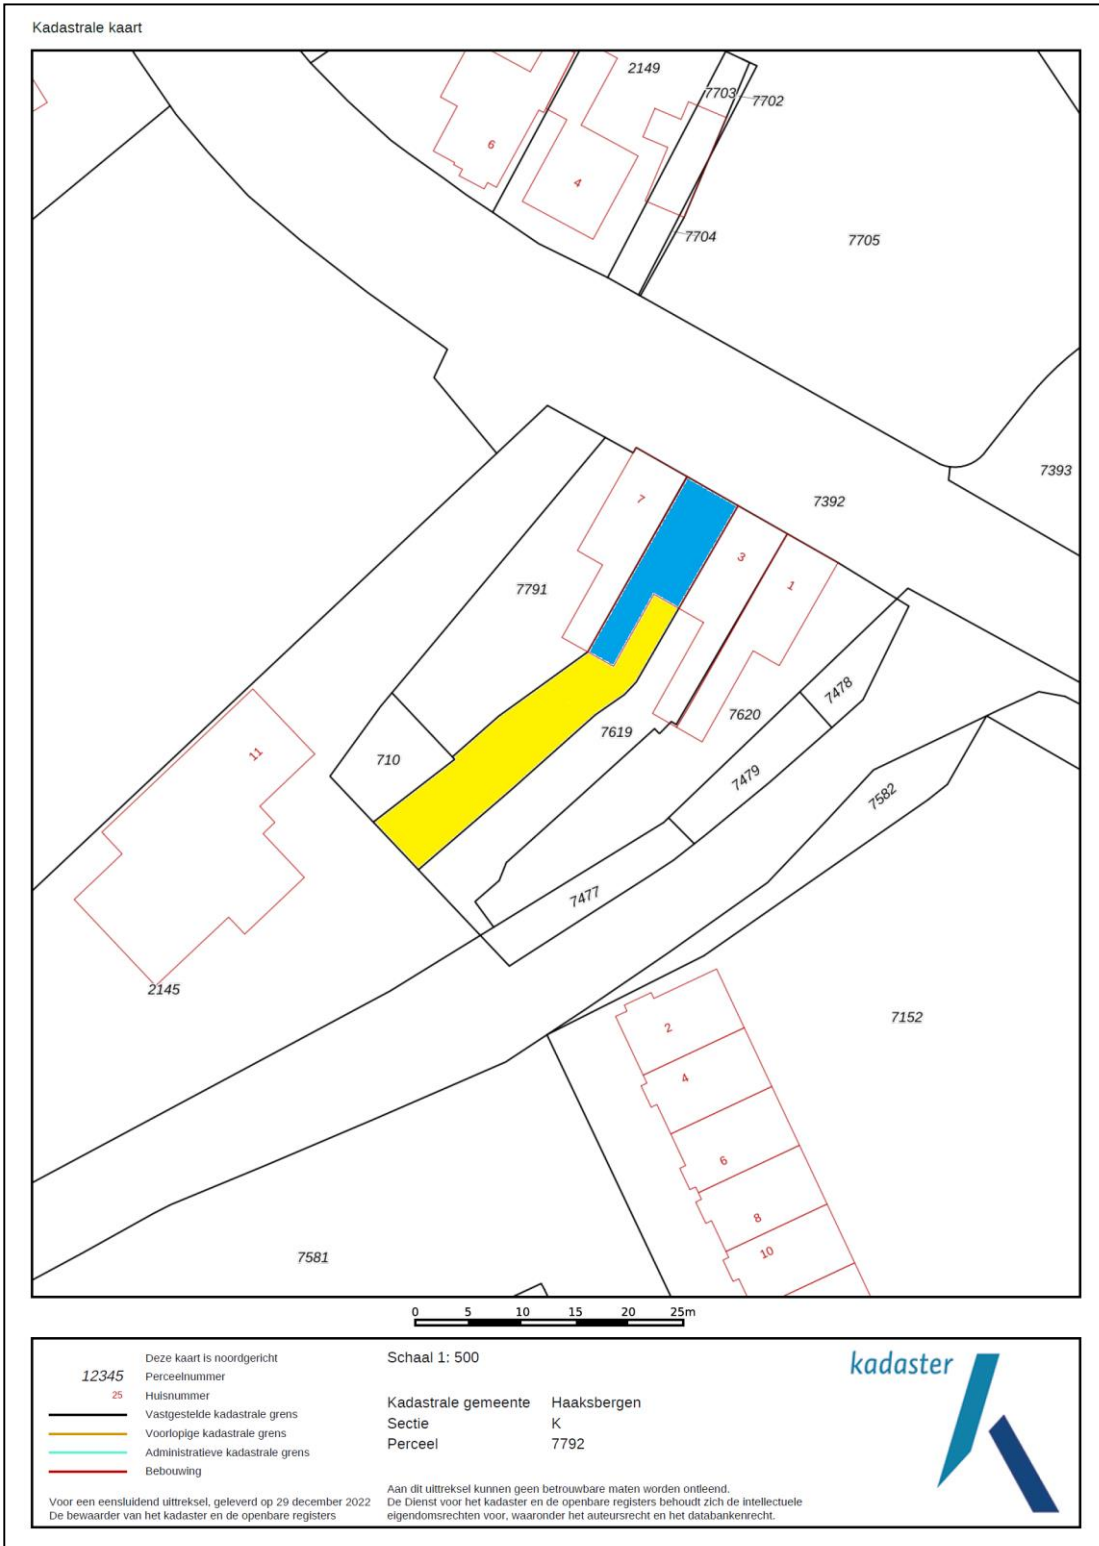 Kadastrale kaart
2149
7703
7702
6
4
7704
7705
7393
7392
7
3
1
7791
7478
7620
7619
710
11
7479
7582
7477
2145
7152
2
4
6
8
10
7581
0 5 10 15 20 25m
Deze kaart is noordgericht
12345 Perceelnummer
25 Huisnummer
Vastgestelde kadastrale grens
Voorlopige kadastrale grens
Administratieve kadastrale grens
Bebouwing
Voor een eensluidend uittreksel, geleverd op 29 december 2022
De bewaarder van het kadaster en de openbare registers
Schaal 1: 500
Kadastrale gemeente Haaksbergen
Sectie K
Perceel 7792
Aan dit uittreksel kunnen geen betrouwbare maten worden ontleend.
De Dienst voor het kadaster en de openbare registers behoudt zich de intellectuele
eigendomsrechten voor, waaronder het auteursrecht en het databankenrecht.
kadaster